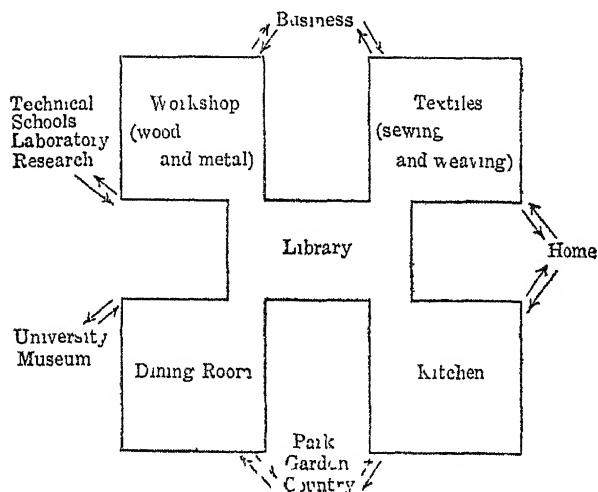 Business
Workshop
(wood
and metal)
Textiles
(sewing
and weaving)
Technical
Schools
Laboratory
Research
Library
Home
University
Museum
Dining Room
Kitchen
Park
Garden
Country